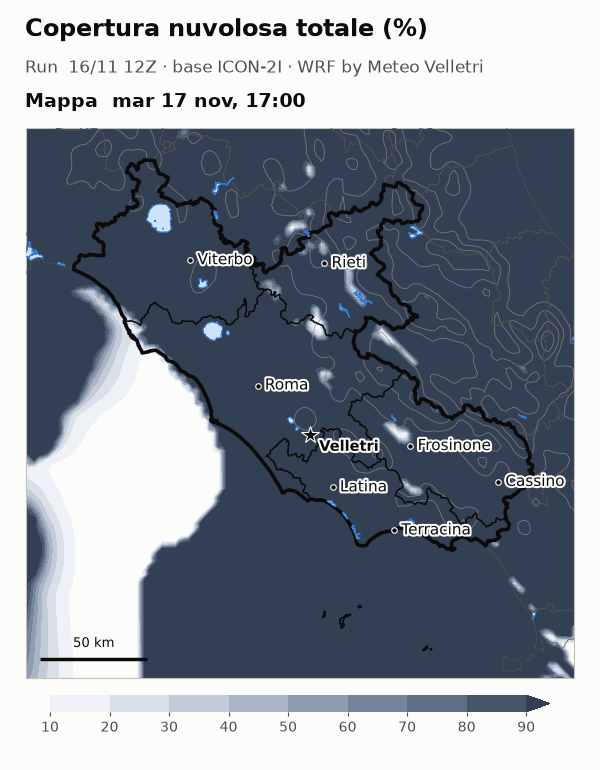 Copertura nuvolosa totale (%)
Run 16/11 12Z · base ICON-2I · WRF by Meteo Velletri
Mappa mar 17 nov, 17:00
Viterbo
Rieti
Roma
Velletri
Frosinone
Latina
Cassino
Terracina
50 km
10 20 30 40 50 60 70 80 90